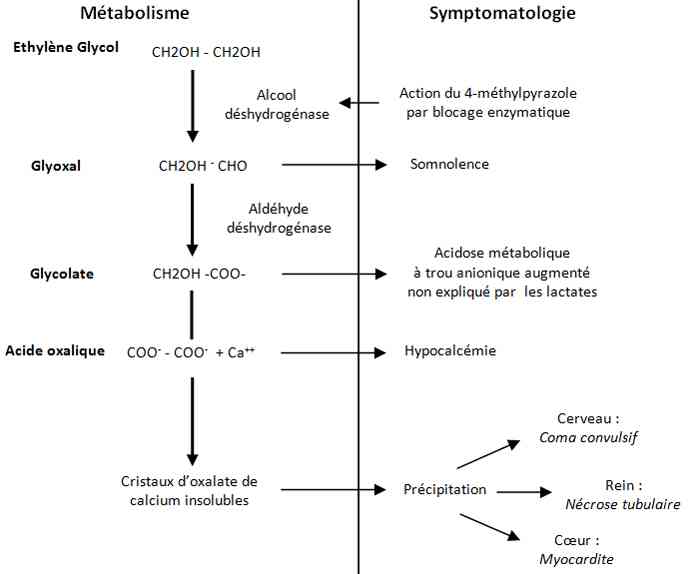 Métabolisme
Symptomatologie
Ethylène Glycol
CH2OH - CH2OH
Alcool
déshydrogénase
Action du 4-méthylpyrazole
par blocage enzymatique
Glyoxal
CH2OH - CHO
Somnolence
Aldéhyde
déshydrogénase
Glycolate
CH2OH -COO-
Acidose métabolique
à trou anionique augmenté
non expliqué par les lactates
Acide oxalique
COO⁻ - COO⁻ + Ca⁺⁺
Hypocalcémie
Cerveau :
Coma convulsif
Cristaux d’oxalate de
calcium insolubles
Précipitation
Rein :
Nécrose tubulaire
Cœur :
Myocardite